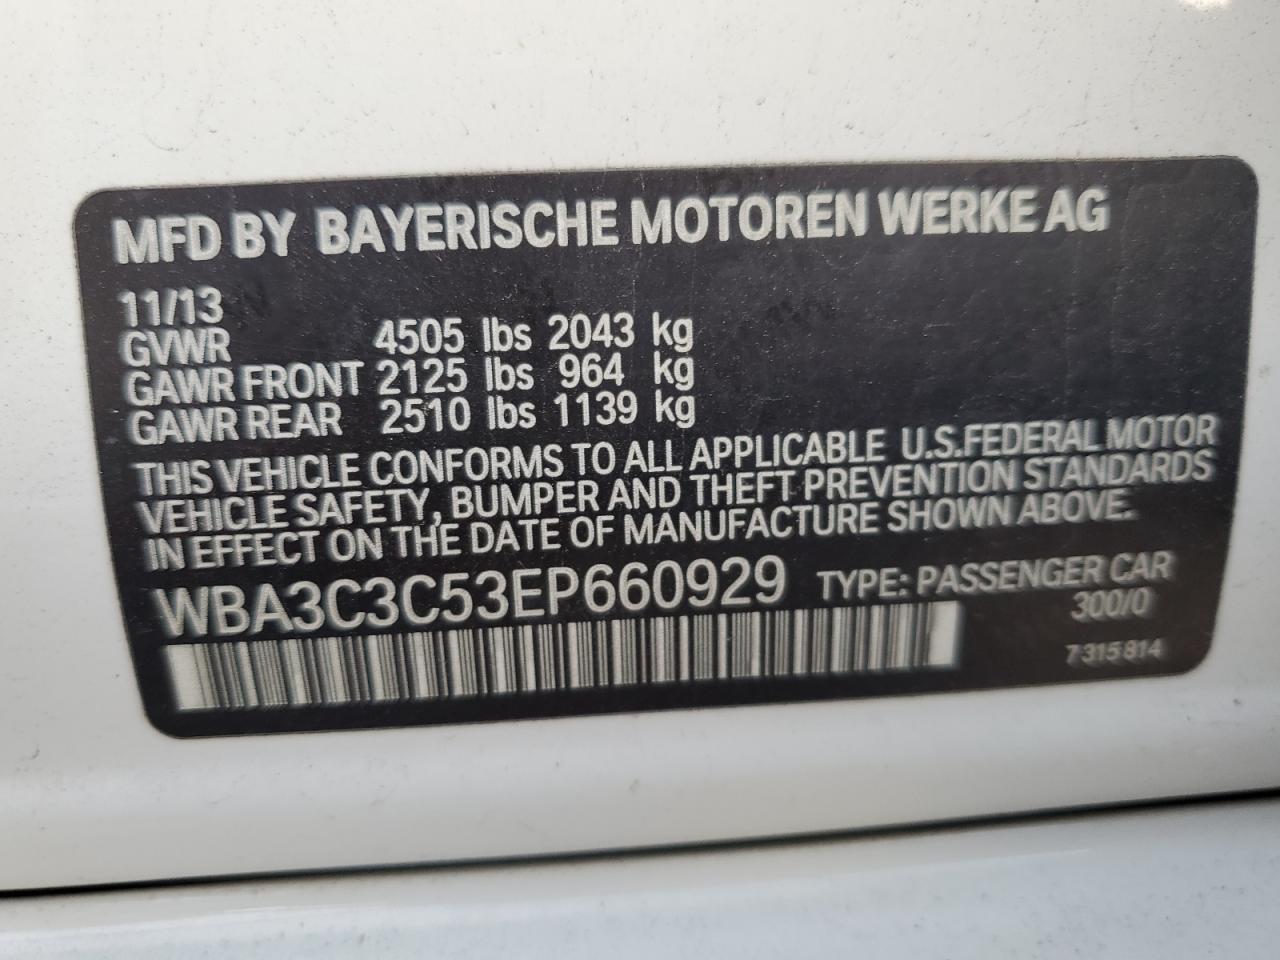 MFD BY BAYERISCHE MOTOREN WERKE AG
11/13
GVWR 4505 lbs 2043 kg
GAWR FRONT 2125 lbs 964 kg
GAWR REAR 2510 lbs 1139 kg
THIS VEHICLE CONFORMS TO ALL APPLICABLE U.S.FEDERAL MOTOR
VEHICLE SAFETY, BUMPER AND THEFT PREVENTION STANDARDS
IN EFFECT ON THE DATE OF MANUFACTURE SHOWN ABOVE.
WBA3C3C53EP660929 TYPE: PASSENGER CAR
300/0
7 315 814